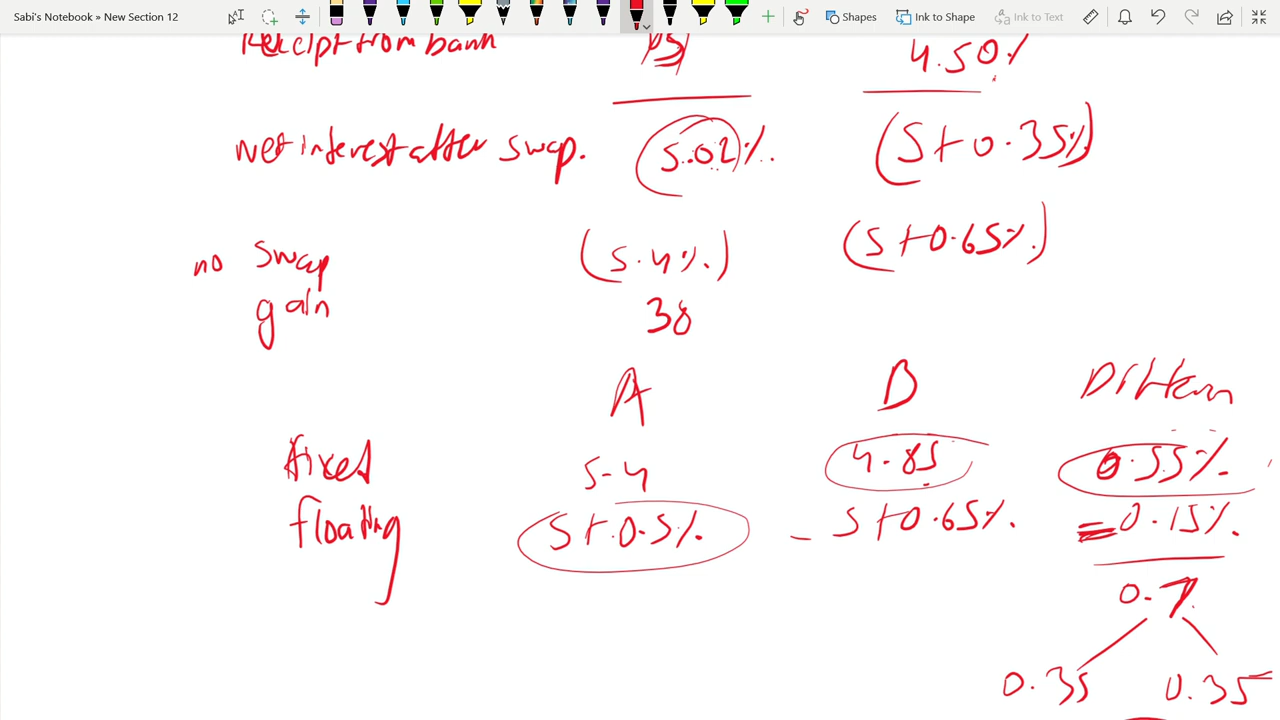 Sabi's Notebook » New Section 12
Shapes Ink to Shape Ink to Text
Receipt from bank (S) 4.50%
Net interest after swap. (5.02%. (S+0.35%)
no swap (5.4%.) (S+0.65%.)
gain 38
A B
fixed 5.4 4.85 0.55%.
floating S+0.5%. - S+0.65%. -0.15%.
0.7
0.35 0.35